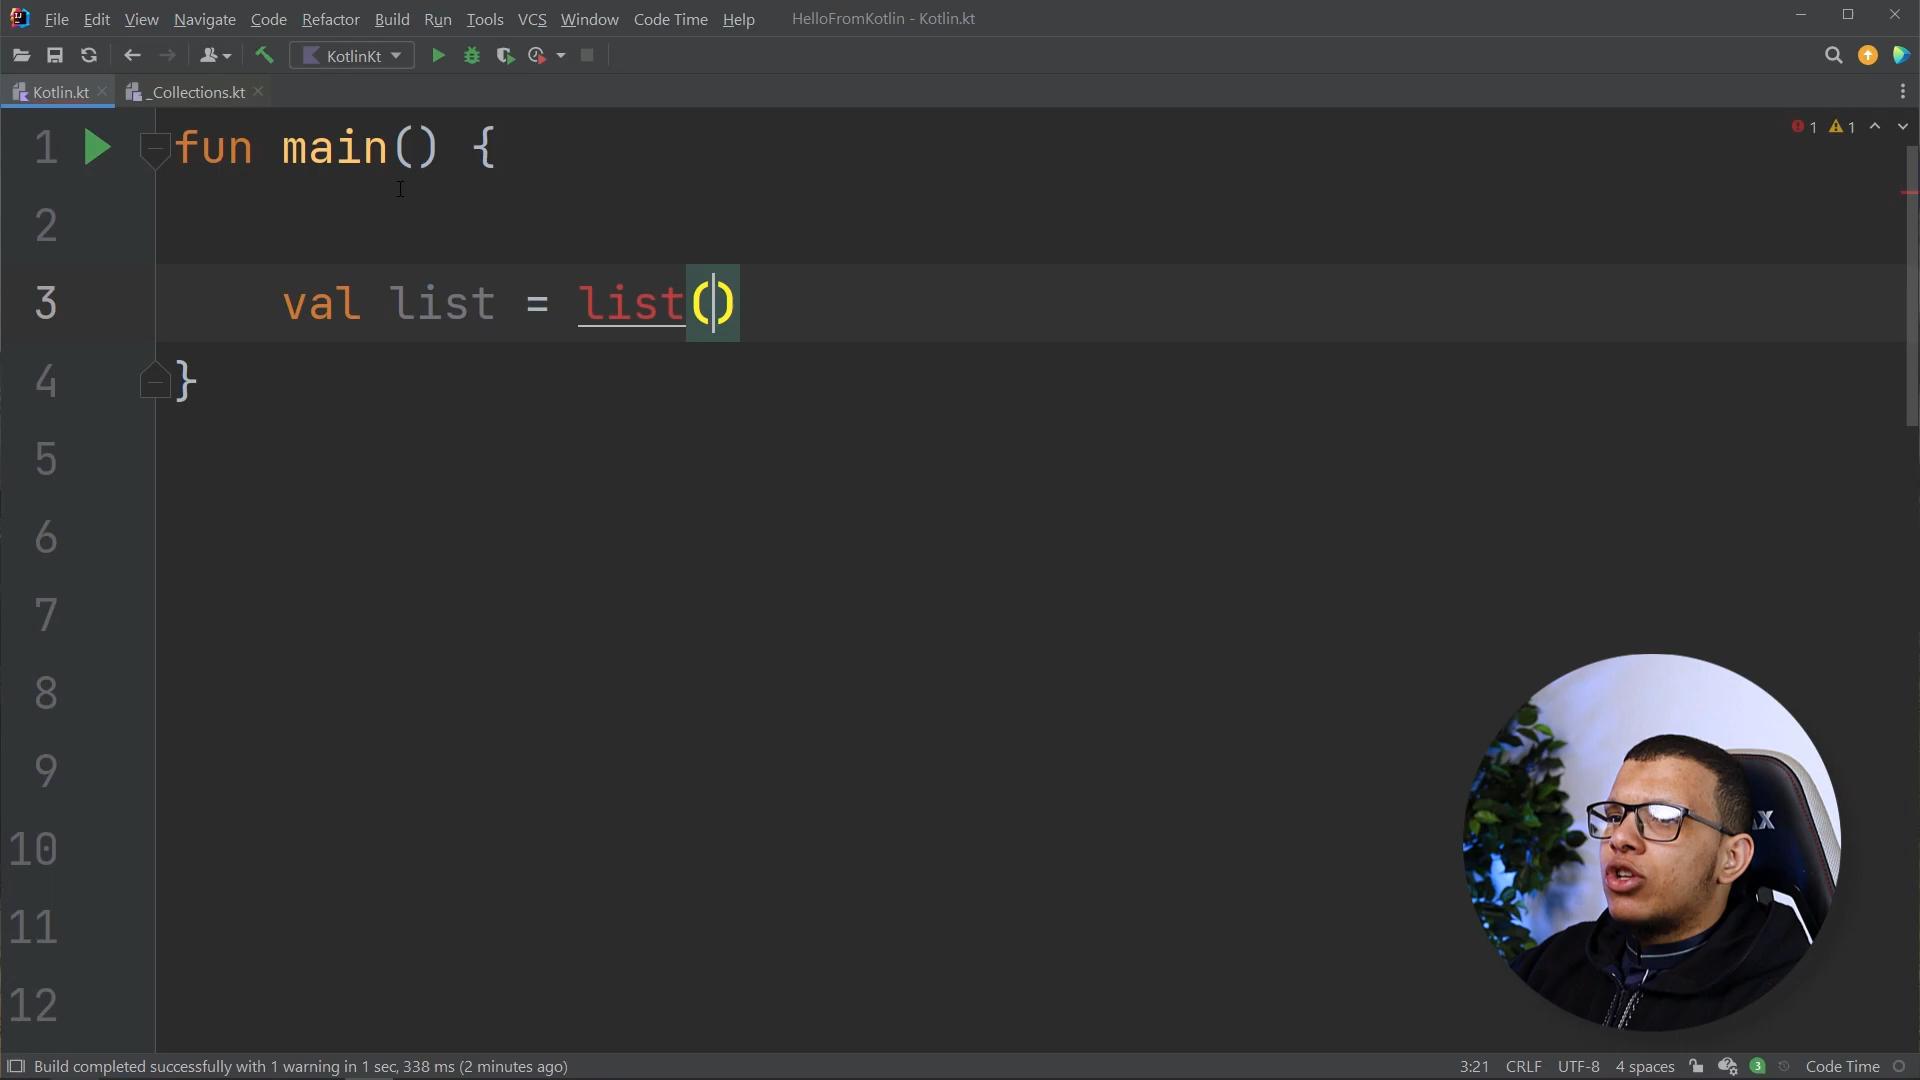 File Edit View Navigate Code Refactor Build Run Tools VCS Window Code Time Help HelloFromKotlin - Kotlin.kt
KotlinKt
Kotlin.kt _Collections.kt
1 fun main() {
1 1
2
3 val list = list()
4 }
5
6
7
8
9
10
11
12
AX
Build completed successfully with 1 warning in 1 sec, 338 ms (2 minutes ago) 3:21 CRLF UTF-8 4 spaces 3 Code Time